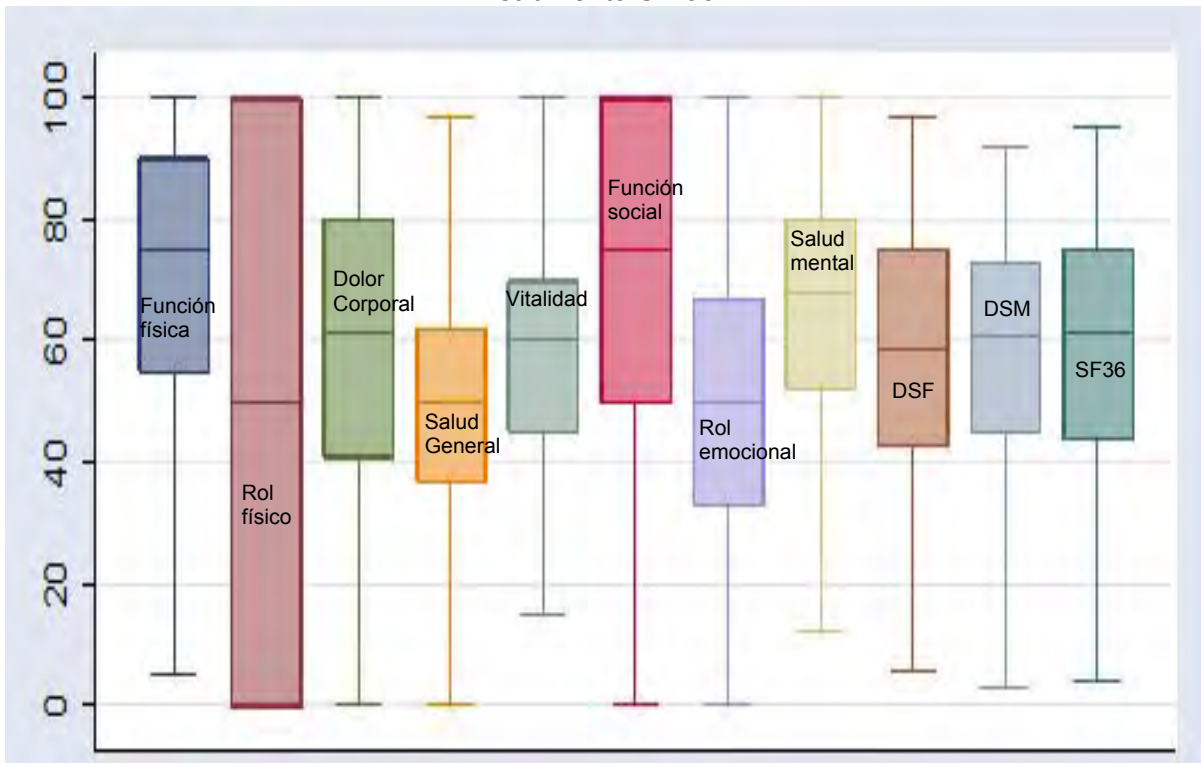 100
80
60
40
20
0
Función
física
Rol
físico
Dolor
Corporal
Salud
General
Vitalidad
Función
social
Rol
emocional
Salud
mental
DSF
DSM
SF36